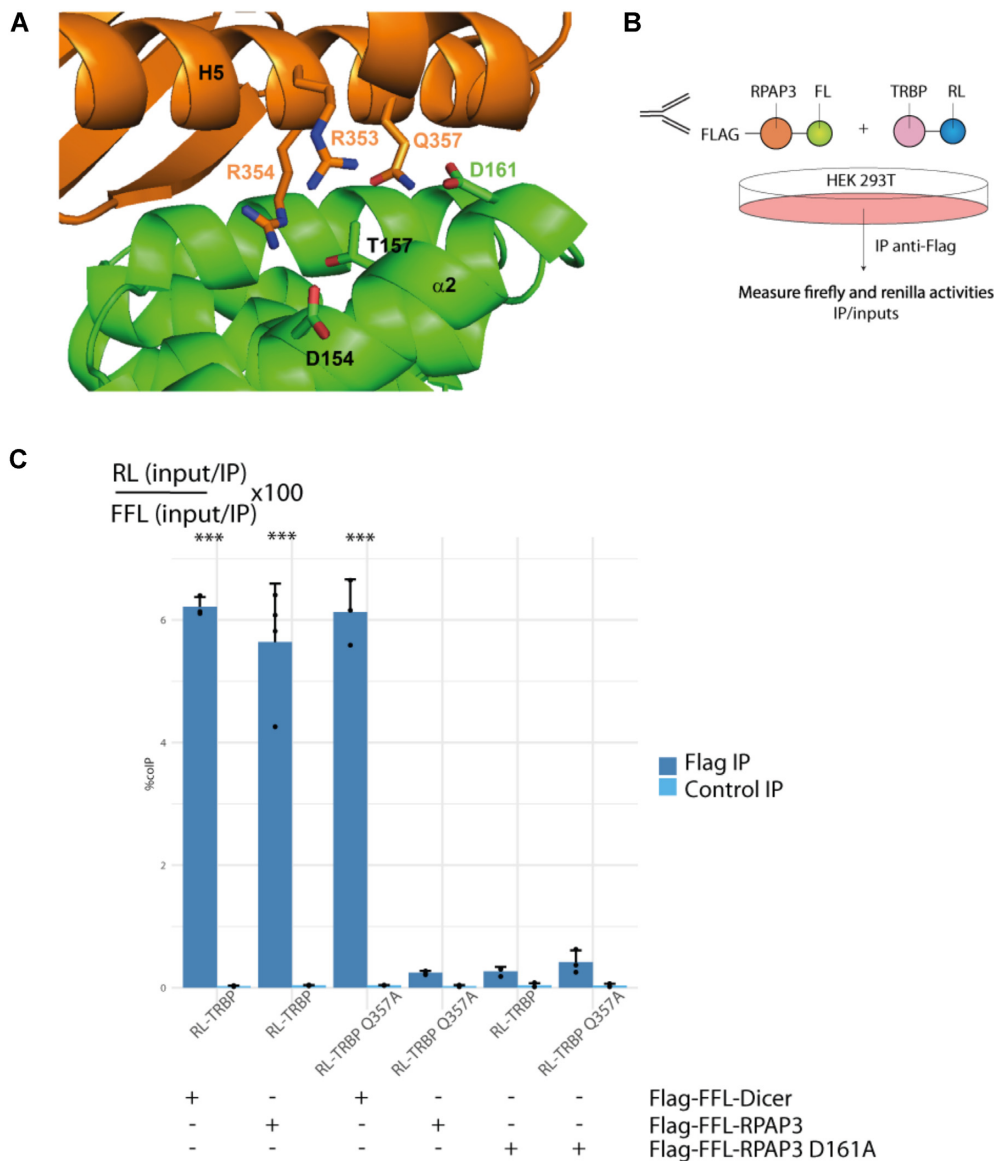 A
H5
R353
Q357
R354
D161
T157
α2
D154
B
RPAP3 FL TRBP RL
FLAG +
HEK 293T
IP anti-Flag
Measure firefly and renilla activities
IP/inputs
C
RL (input/IP)
FFL (input/IP) x100
*** *** ***
6
4
2
0
%coIP
Flag IP
Control IP
RL-TRBP RL-TRBP RL-TRBP Q357A RL-TRBP Q357A RL-TRBP RL-TRBP Q357A
+ - + - - - Flag-FFL-Dicer
- + - + - - Flag-FFL-RPAP3
- - - - + + Flag-FFL-RPAP3 D161A